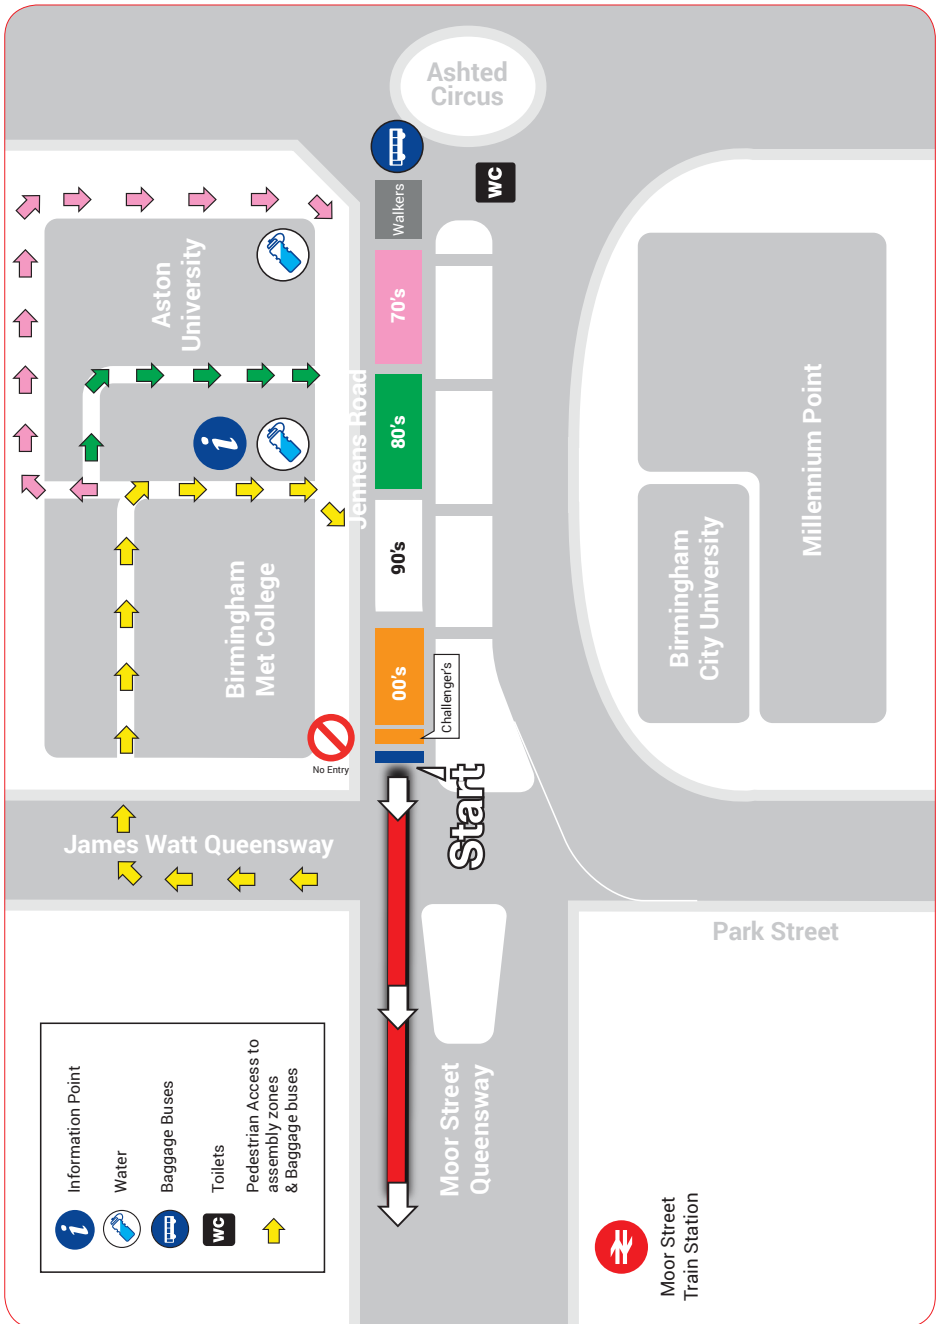 Ashted
Circus
WC
Walkers
70's
80's
90's
00's
Challenger's
Start
Aston
University
i
Jennens Road
Birmingham
Met College
No Entry
Millennium Point
Birmingham
City University
James Watt Queensway
Park Street
Moor Street
Queensway
i
Information Point
Water
Baggage Buses
WC
Toilets
Pedestrian Access to
assembly zones
& Baggage buses
Moor Street
Train Station